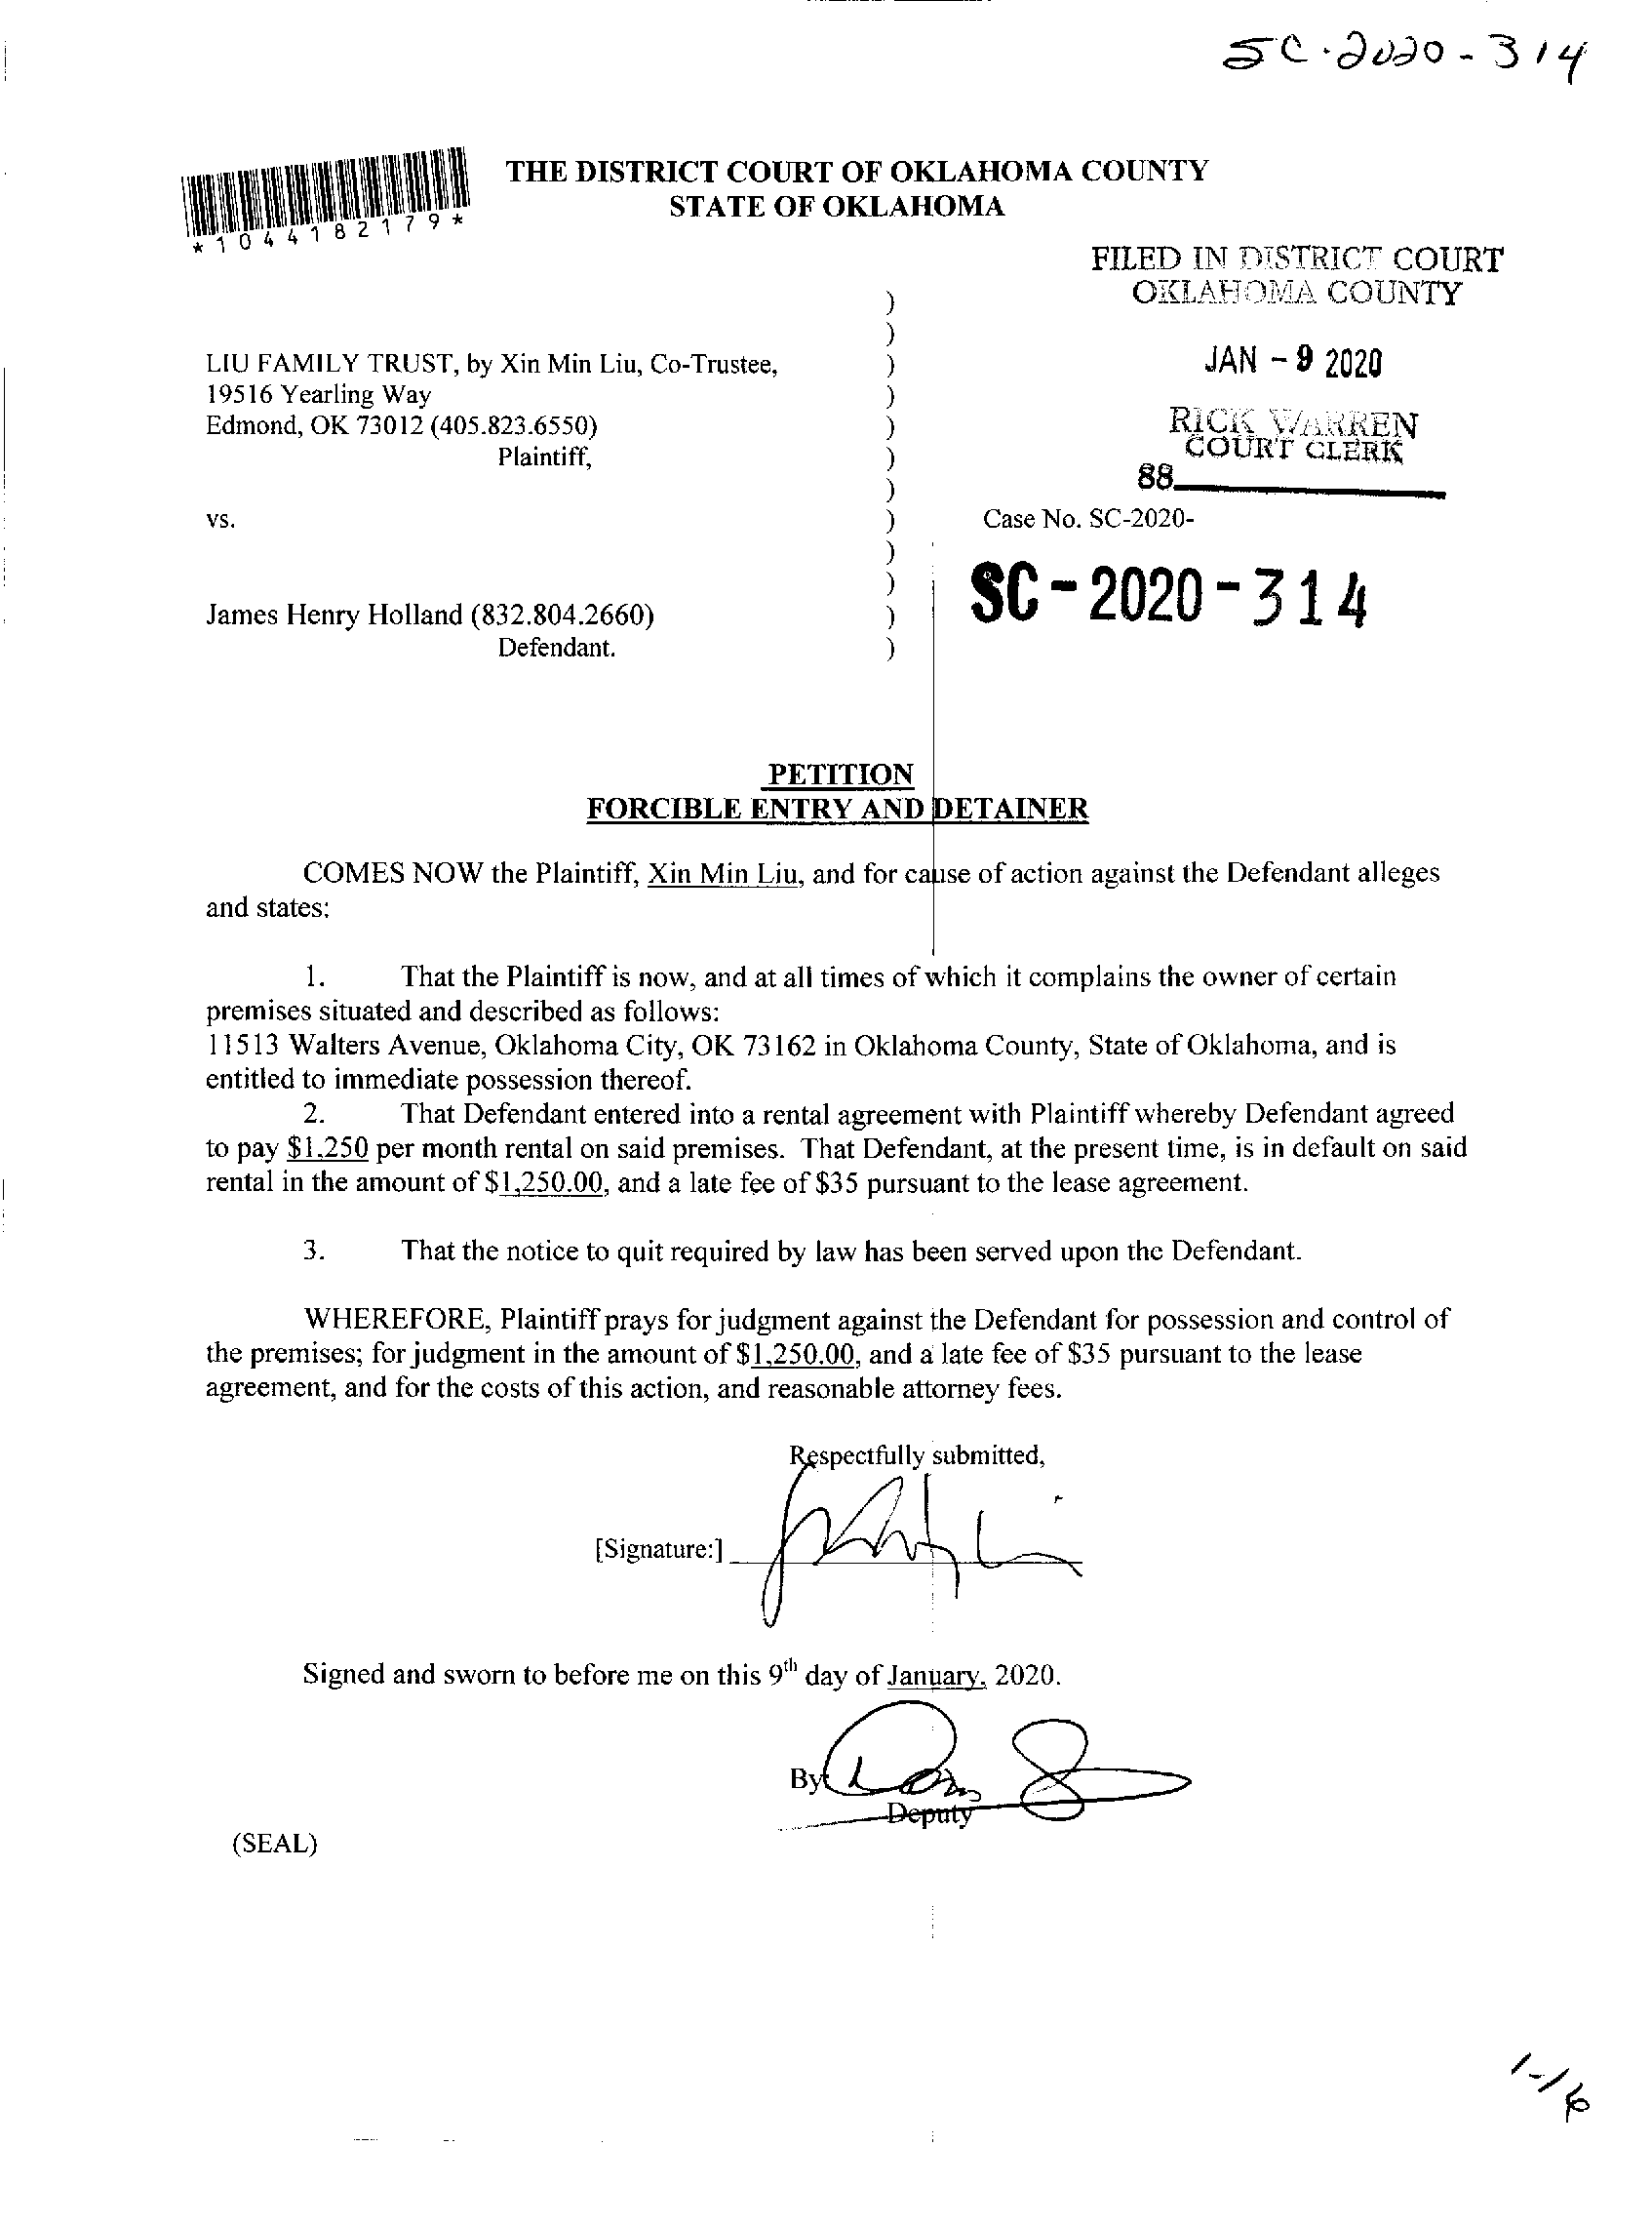 SC-2020-314
THE DISTRICT COURT OF OKLAHOMA COUNTY
STATE OF OKLAHOMA
*1044182179*
FILED IN DISTRICT COURT
OKLAHOMA COUNTY
JAN - 9 2020
RICK WARREN
COURT CLERK
88
LIU FAMILY TRUST, by Xin Min Liu, Co-Trustee, )
19516 Yearling Way )
Edmond, OK 73012 (405.823.6550) )
Plaintiff, )
vs. )
Case No. SC-2020-
SC-2020-314
James Henry Holland (832.804.2660) )
Defendant. )
PETITION
FORCIBLE ENTRY AND DETAINER
COMES NOW the Plaintiff, Xin Min Liu, and for cause of action against the Defendant alleges
and states:
1. That the Plaintiff is now, and at all times of which it complains the owner of certain
premises situated and described as follows:
11513 Walters Avenue, Oklahoma City, OK 73162 in Oklahoma County, State of Oklahoma, and is
entitled to immediate possession thereof.
2. That Defendant entered into a rental agreement with Plaintiff whereby Defendant agreed
to pay $1,250 per month rental on said premises. That Defendant, at the present time, is in default on said
rental in the amount of $1,250.00, and a late fee of $35 pursuant to the lease agreement.
3. That the notice to quit required by law has been served upon the Defendant.
WHEREFORE, Plaintiff prays for judgment against the Defendant for possession and control of
the premises; for judgment in the amount of $1,250.00, and a late fee of $35 pursuant to the lease
agreement, and for the costs of this action, and reasonable attorney fees.
Respectfully submitted,
[Signature:]
Signed and sworn to before me on this 9th day of January, 2020.
By
Deputy
(SEAL)
1-16